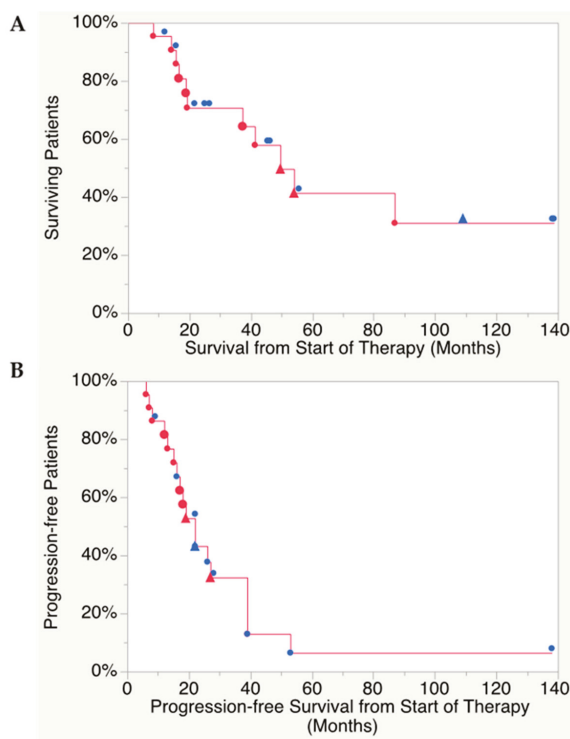 A
100%
80%
60%
40%
20%
0%
Surviving Patients
0 20 40 60 80 100 120 140
Survival from Start of Therapy (Months)
B
100%
80%
60%
40%
20%
0%
Progression-free Patients
0 20 40 60 80 100 120 140
Progression-free Survival from Start of Therapy
(Months)